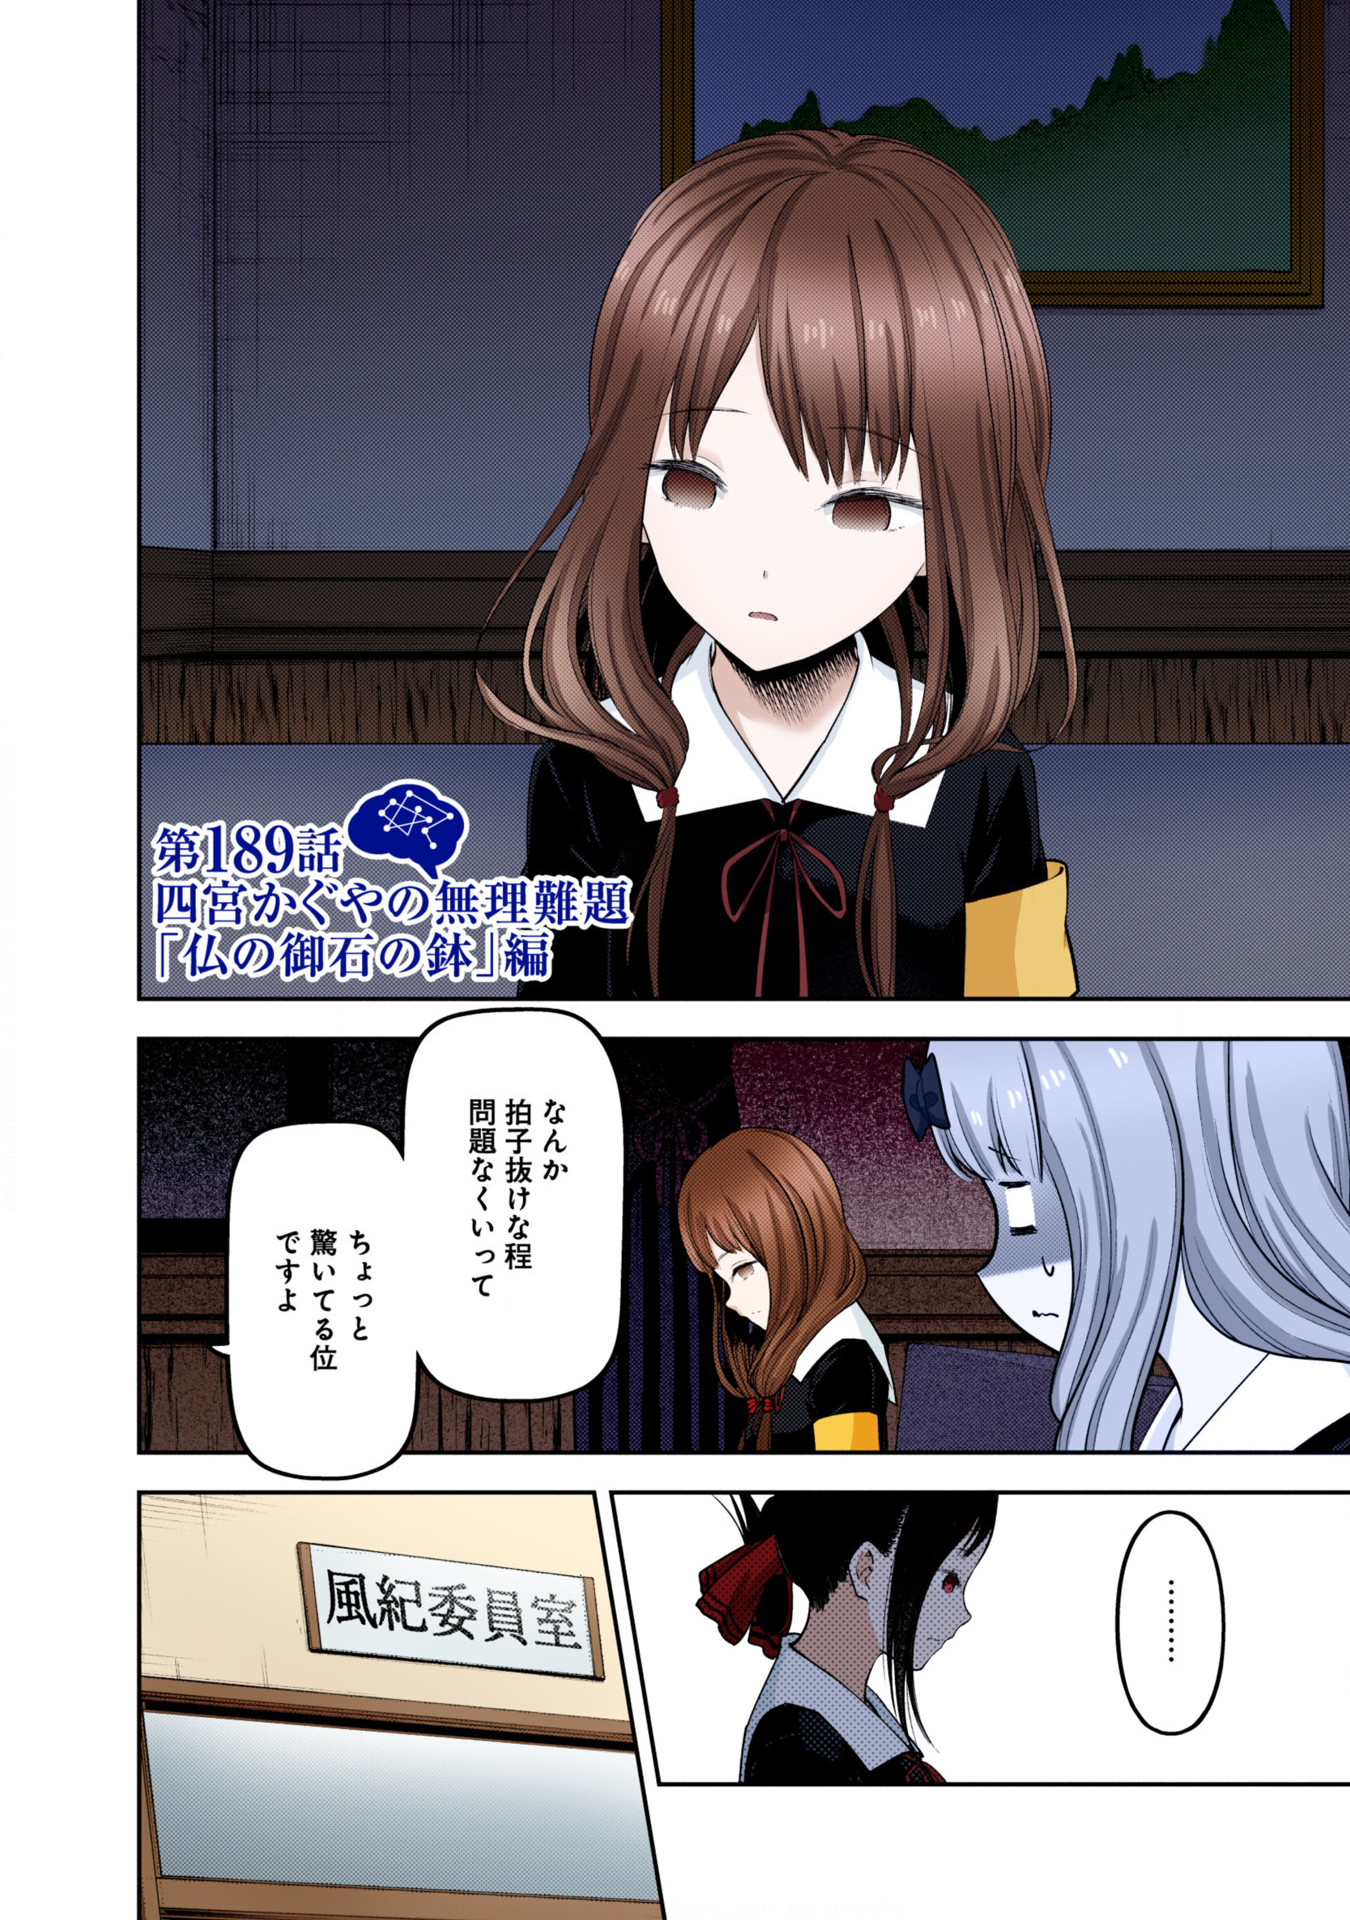 第189話
四宮かぐやの無理難題
「仏の御石の鉢」編
なんか
拍子抜けな程
問題なくいって
ちょっと
驚いてる位
ですよ
………
風紀委員室